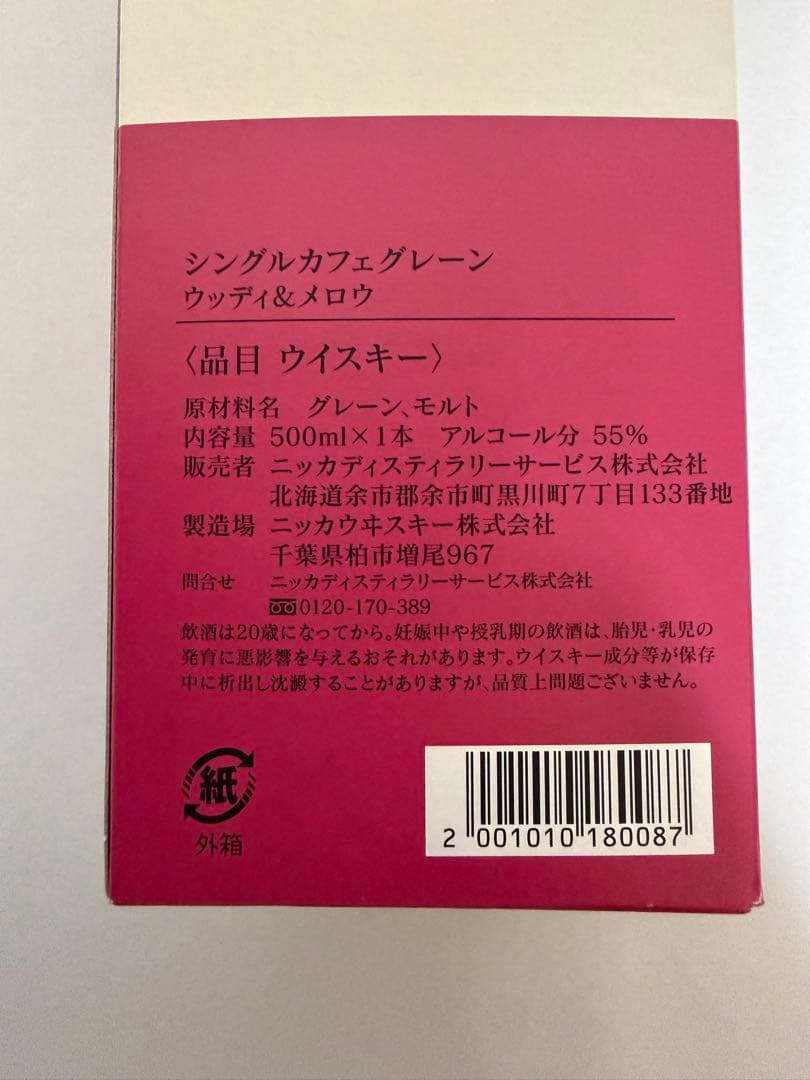 シングルカフェグレーン
ウッディ&メロウ
〈品目 ウイスキー〉
原材料名 グレーン、モルト
内容量 500ml×1本 アルコール分 55%
販売者 ニッカディスティラリーサービス株式会社
北海道余市郡余市町黒川町7丁目133番地
製造場 ニッカウヰスキー株式会社
千葉県柏市増尾967
問合せ ニッカディスティラリーサービス株式会社
0120-170-389
飲酒は20歳になってから。妊娠中や授乳期の飲酒は、胎児・乳児の
発育に悪影響を与えるおそれがあります。ウイスキー成分等が保存
中に析出し沈澱することがありますが、品質上問題ございません。
紙
外箱
2 001010 180087